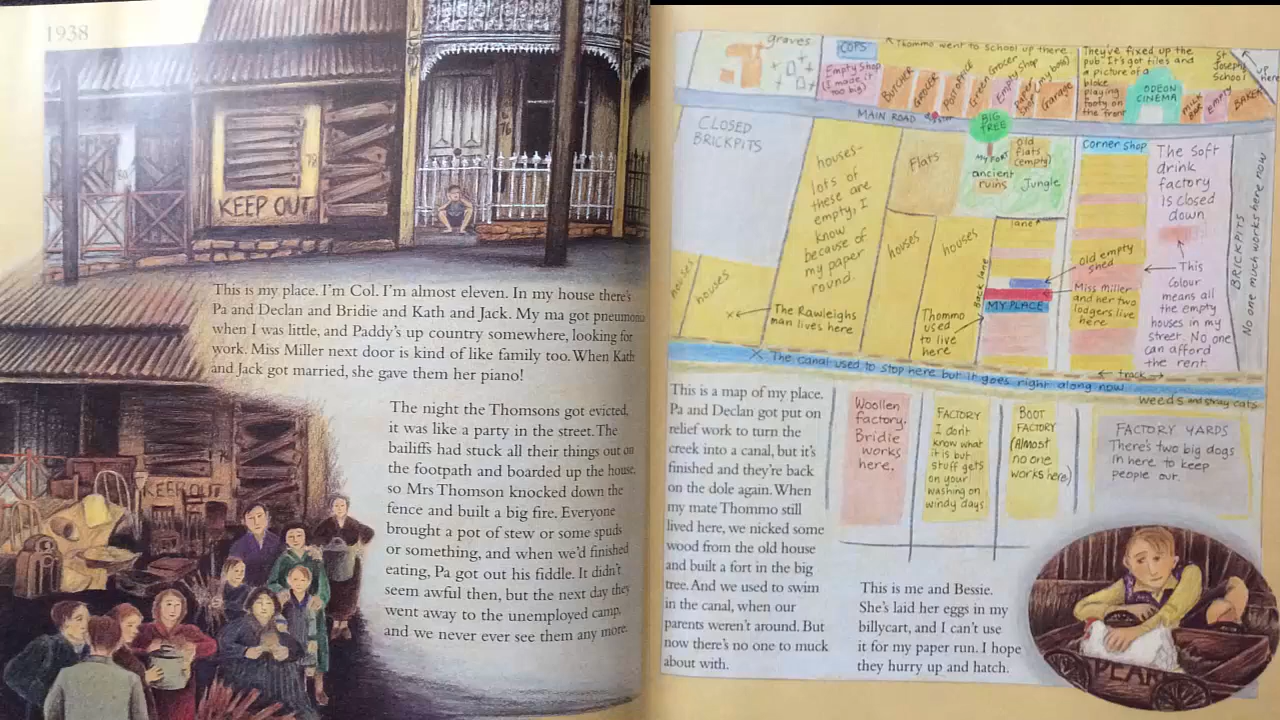 1938
76
78
80
KEEP OUT
This is my place. I'm Col. I'm almost eleven. In my house there's
Pa and Declan and Bridie and Kath and Jack. My ma got pneumonia
when I was little, and Paddy's up country somewhere, looking for
work. Miss Miller next door is kind of like family too. When Kath
and Jack got married, she gave them her piano!
The night the Thomsons got evicted,
it was like a party in the street. The
bailiffs had stuck all their things out on
the footpath and boarded up the house,
so Mrs Thomson knocked down the
fence and built a big fire. Everyone
brought a pot of stew or some spuds
or something, and when we'd finished
eating, Pa got out his fiddle. It didn't
seem awful then, but the next day they
went away to the unemployed camp,
and we never ever see them any more.
KEEP OUT
graves
COPS
Thommo went to school up there
Empty Shop
(I made it
too big)
BUTCHER
GROCER
POST OFFICE
Green Grocer
Empty Shop
Paper
Shop (my boss)
Garage
They've fixed up the
pub. It's got tiles and
a picture of a
bloke
playing
footy on
the front
ODEON
CINEMA
St
Joseph's
School
UP
here
MILK
BAR
EMPTY
BAKER
MAIN ROAD
BIG
TREE
CLOSED
BRICKPITS
houses-
lots of
these are
empty, I
know
because of
my paper
round.
Flats
MY FORT
Old
flats
(empty)
ancient
ruins
Jungle
Corner Shop
The soft
drink
factory
is closed
down
BRICKPITS
No one much works here now
houses
houses
houses
houses
lane
Back lane
Old empty
shed
Miss Miller
and her two
lodgers live
here
MY PLACE
This
colour
means all
the empty
houses in my
street. No one
can afford
the rent.
The Rawleighs
man lives here
Thommo
used
to live
here
X The canal used to stop here but it goes right along now
track
weeds and stray cats
This is a map of my place.
Pa and Declan got put on
relief work to turn the
creek into a canal, but it's
finished and they're back
on the dole again. When
my mate Thommo still
lived here, we nicked some
wood from the old house
and built a fort in the big
tree. And we used to swim
in the canal, when our
parents weren't around. But
now there's no one to muck
about with.
Woollen
factory.
Bridie
works
here.
FACTORY
I don't
know what
it is but
stuff gets
on your
washing on
windy days
BOOT
FACTORY
(Almost
no one
works here)
FACTORY YARDS
There's two big dogs
in here to keep
people out.
This is me and Bessie.
She's laid her eggs in my
billycart, and I can't use
it for my paper run. I hope
they hurry up and hatch.
PEAR